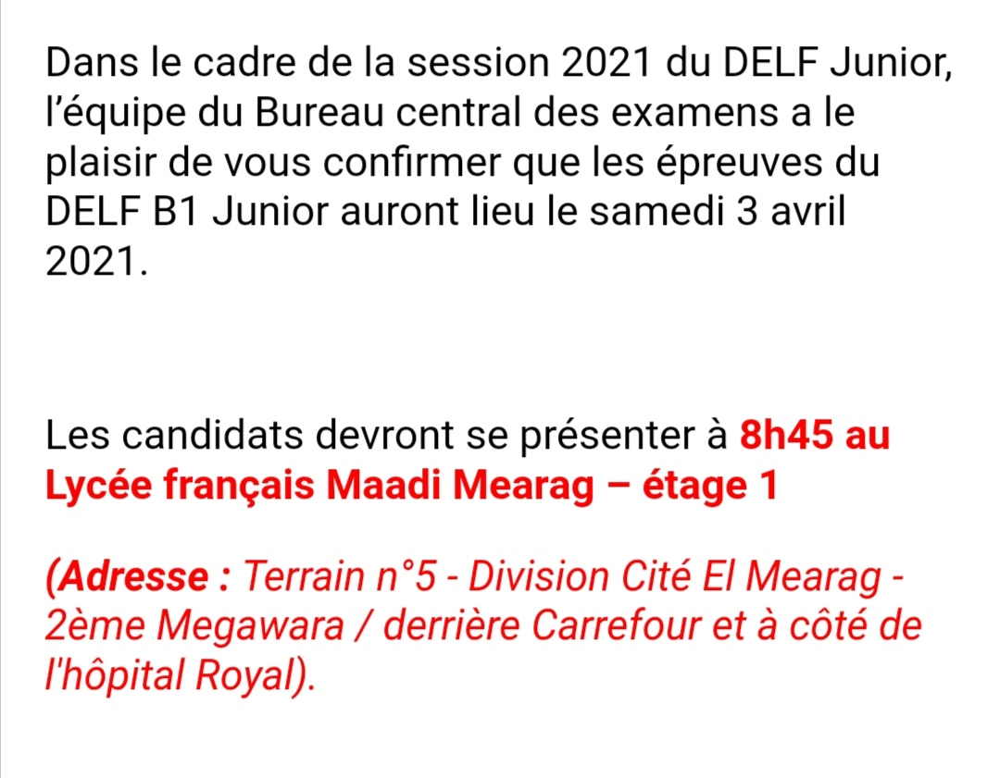 Dans le cadre de la session 2021 du DELF Junior,
l’équipe du Bureau central des examens a le
plaisir de vous confirmer que les épreuves du
DELF B1 Junior auront lieu le samedi 3 avril
2021.
Les candidats devront se présenter à 8h45 au
Lycée français Maadi Mearag – étage 1
(Adresse : Terrain n°5 - Division Cité El Mearag -
2ème Megawara / derrière Carrefour et à côté de
l'hôpital Royal).